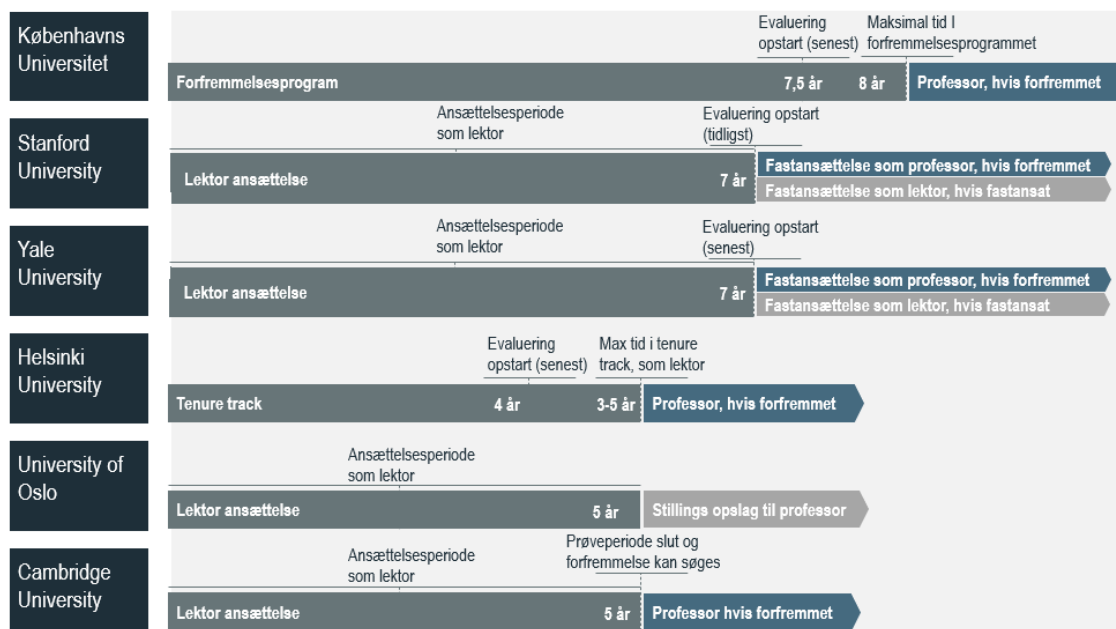 Københavns
Universitet
Evaluering
opstart (senest)
Maksimal tid I
forfremmelsesprogrammet
Forfremmelsesprogram
7,5 år
8 år
Professor, hvis forfremmet
Stanford
University
Ansættelsesperiode
som lektor
Evaluering opstart
(tidligst)
Lektor ansættelse
7 år
Fastansættelse som professor, hvis forfremmet
Fastansættelse som lektor, hvis fastansat
Yale
University
Ansættelsesperiode
som lektor
Evaluering opstart
(senest)
Lektor ansættelse
7 år
Fastansættelse som professor, hvis forfremmet
Fastansættelse som lektor, hvis fastansat
Helsinki
University
Evaluering
opstart (senest)
Max tid i tenure
track, som lektor
Tenure track
4 år
3-5 år
Professor, hvis forfremmet
University of
Oslo
Ansættelsesperiode
som lektor
Lektor ansættelse
5 år
Stillings opslag til professor
Cambridge
University
Ansættelsesperiode
som lektor
Prøveperiode slut og
forfremmelse kan søges
Lektor ansættelse
5 år
Professor hvis forfremmet